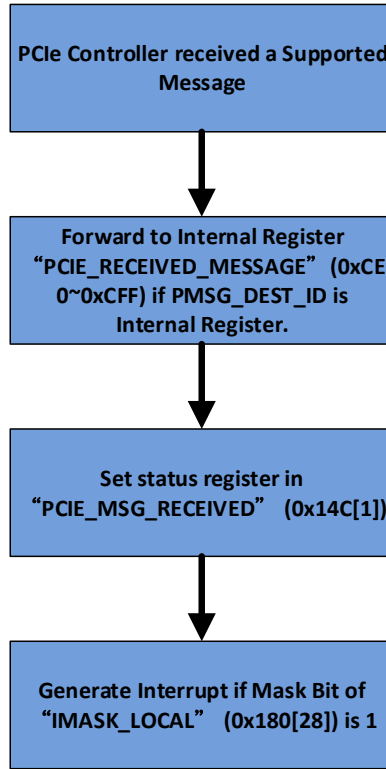 PCIe Controller received a Supported
Message
Forward to Internal Register
“PCIE_RECEIVED_MESSAGE” (0xCE
0~0xCFF) if PMSG_DEST_ID is
Internal Register.
Set status register in
“PCIE_MSG_RECEIVED” (0x14C[1])
Generate Interrupt if Mask Bit of
“IMASK_LOCAL” (0x180[28]) is 1